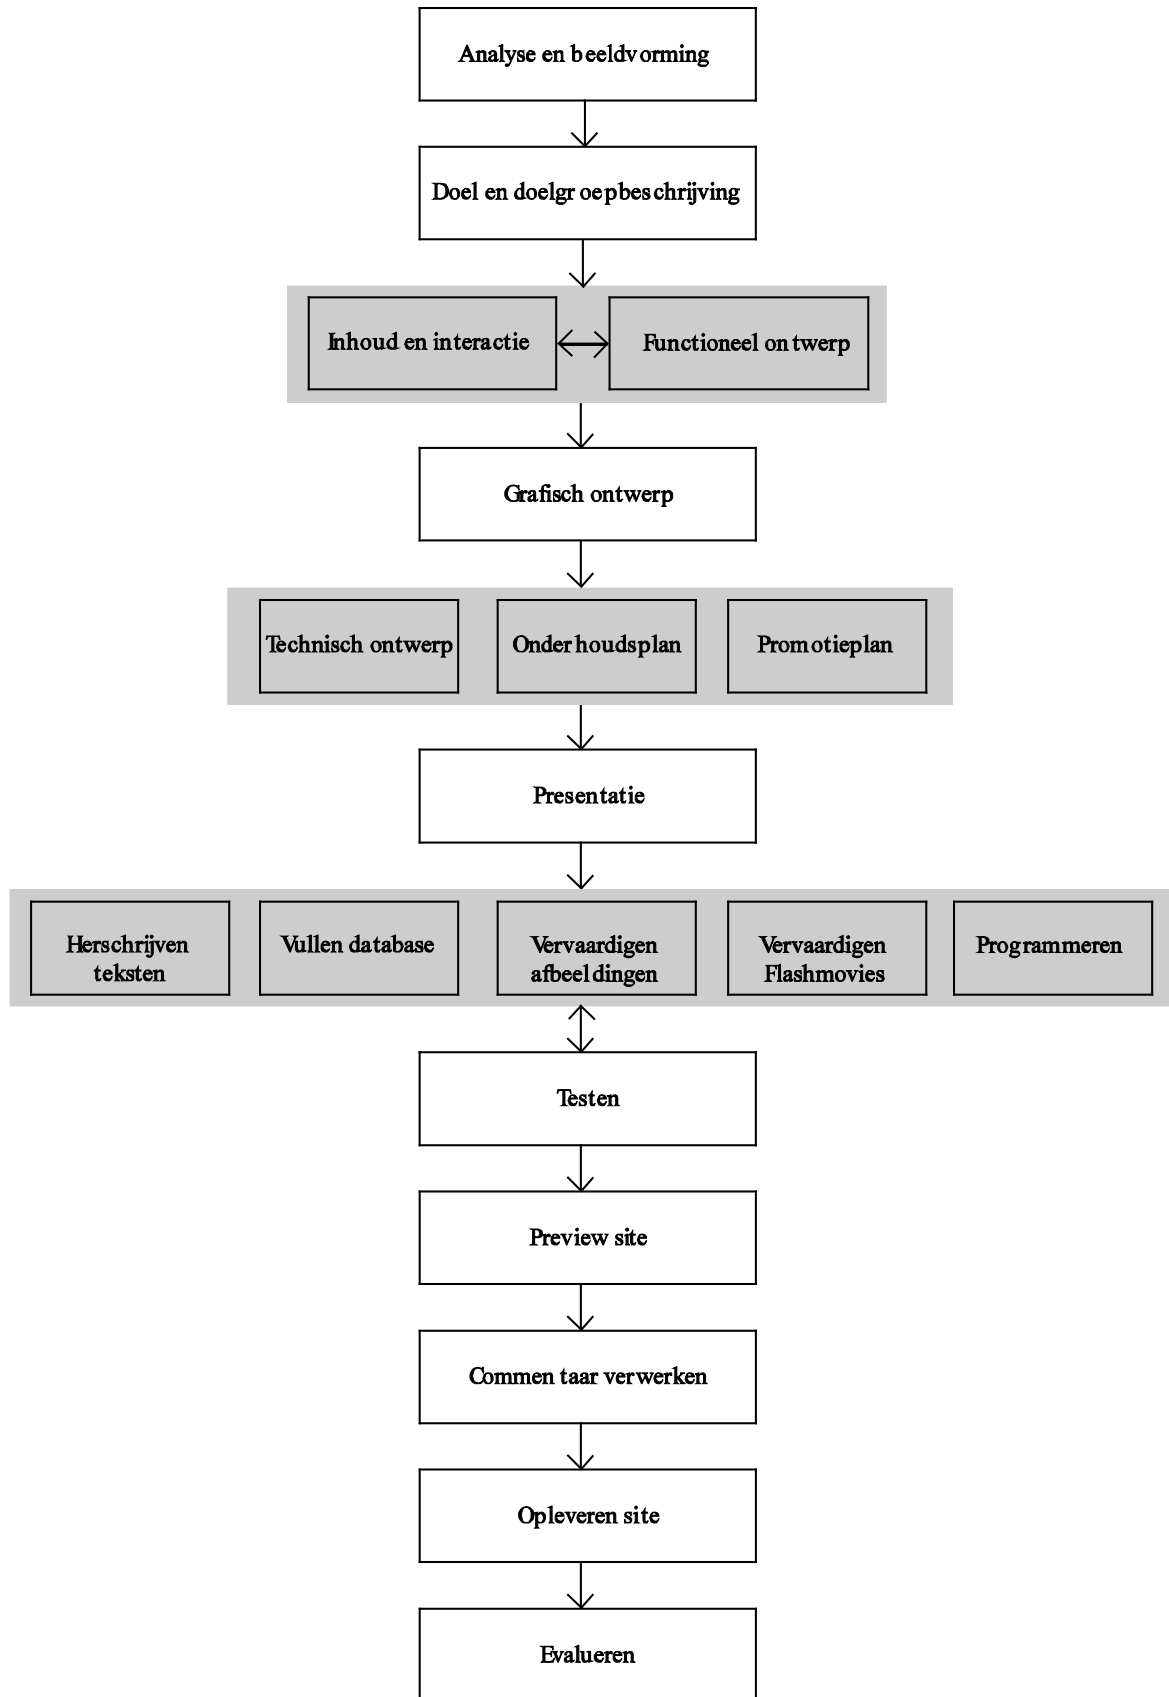 Analyse en beeldvorming
Doel en doelgroepbeschrijving
Inhoud en interactie
Functioneel ontwerp
Grafisch ontwerp
Technisch ontwerp
Onderhoudsplan
Promotieplan
Presentatie
Herschrijven
teksten
Vullen database
Vervaardigen
afbeeldingen
Vervaardigen
Flashmovies
Programmeren
Testen
Preview site
Commentaar verwerken
Opleveren site
Evalueren